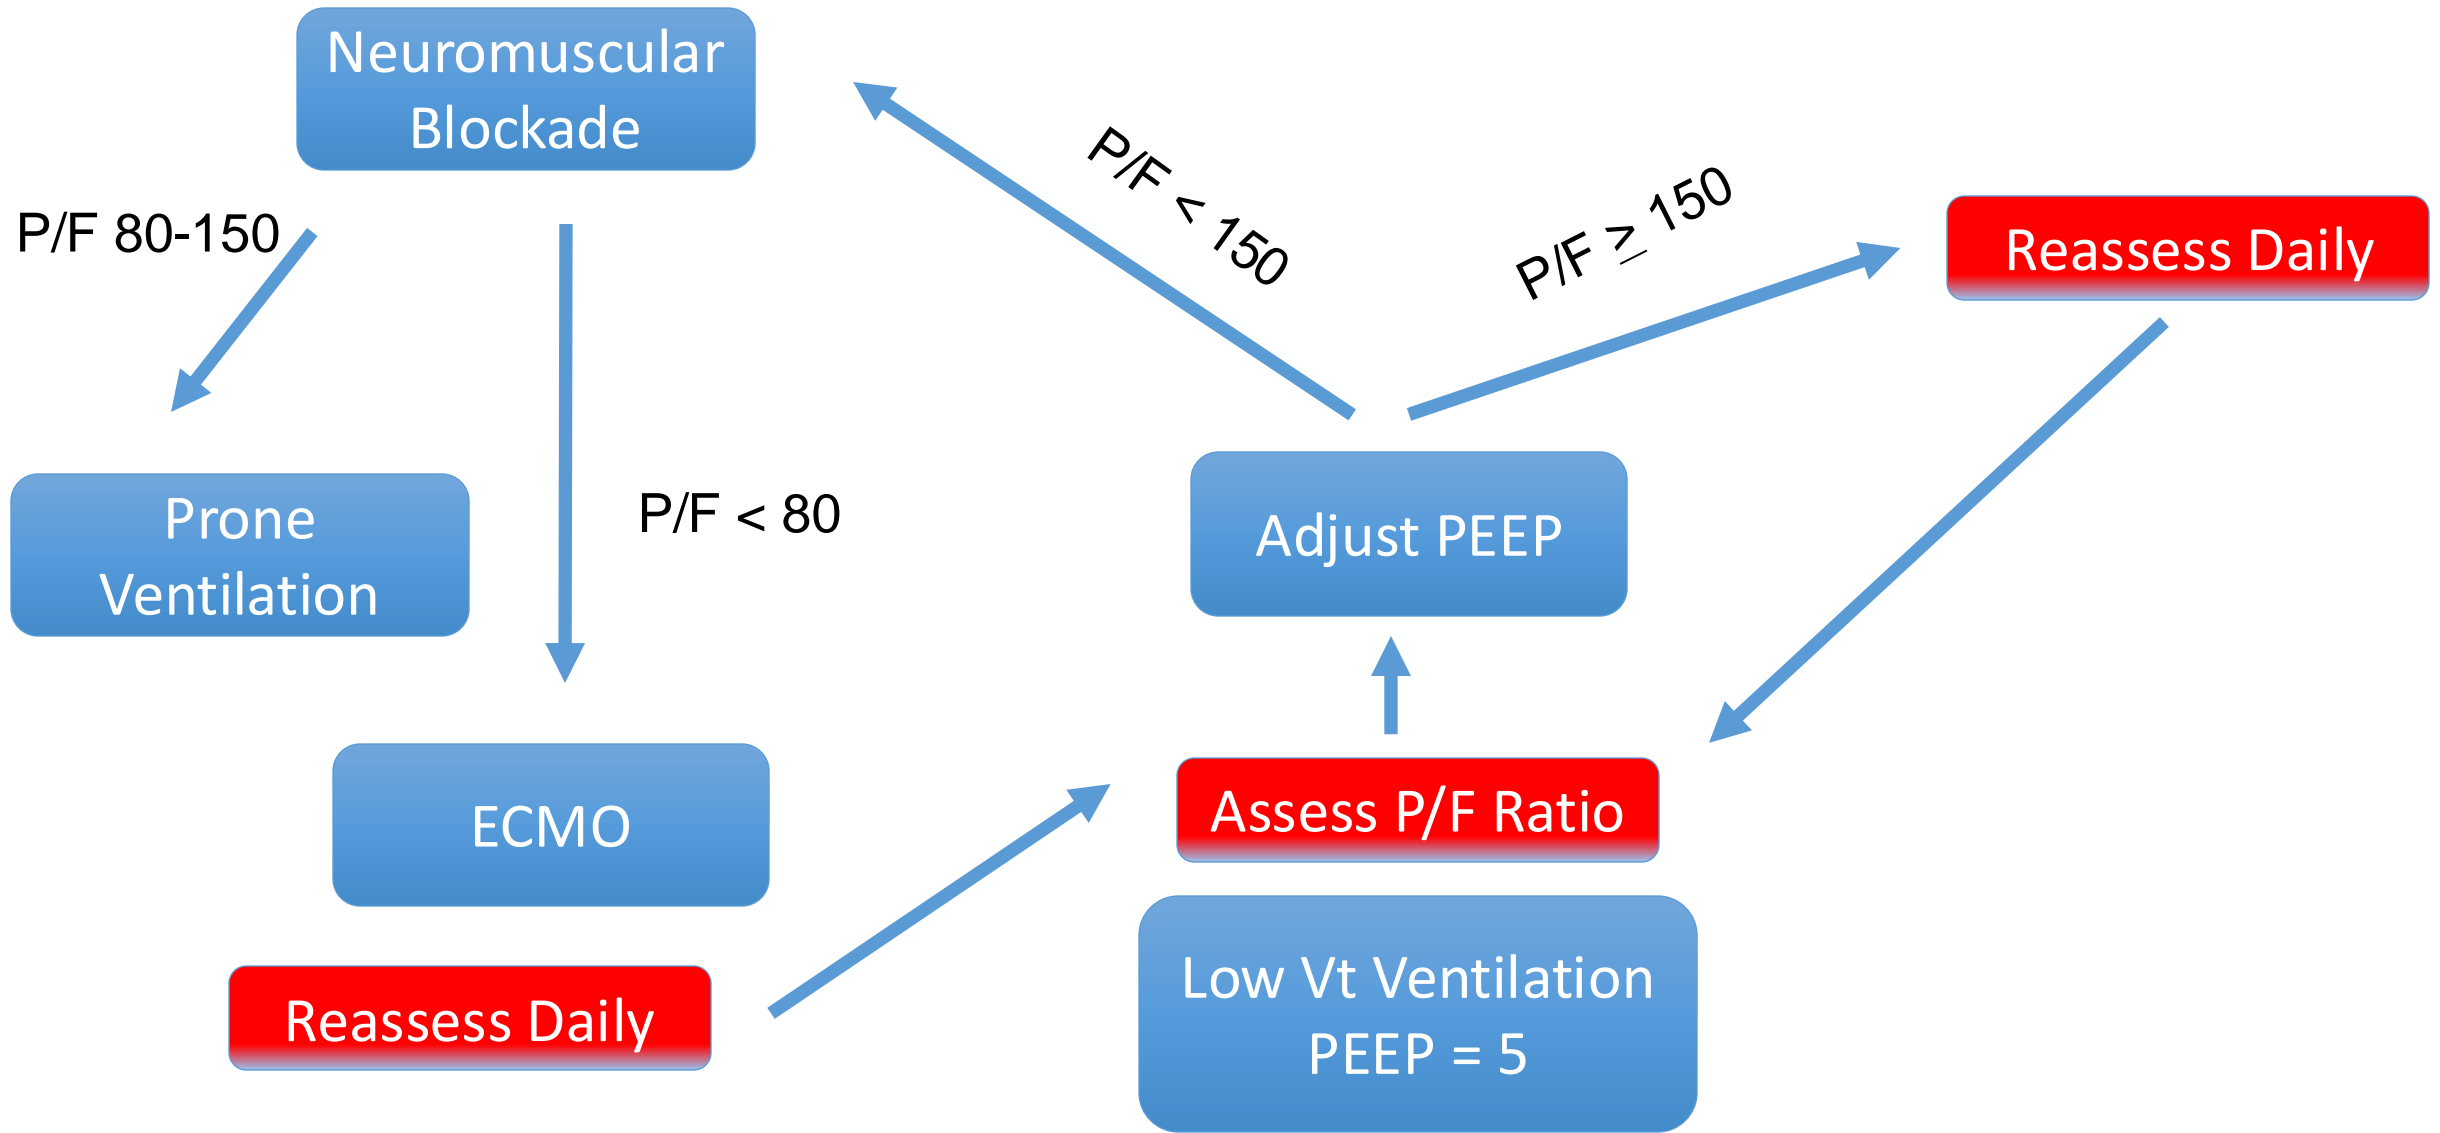 Neuromuscular
Blockade
P/F 80-150
P/F < 150
P/F ≥ 150
Reassess Daily
Prone
Ventilation
P/F < 80
Adjust PEEP
ECMO
Assess P/F Ratio
Reassess Daily
Low Vt Ventilation
PEEP = 5